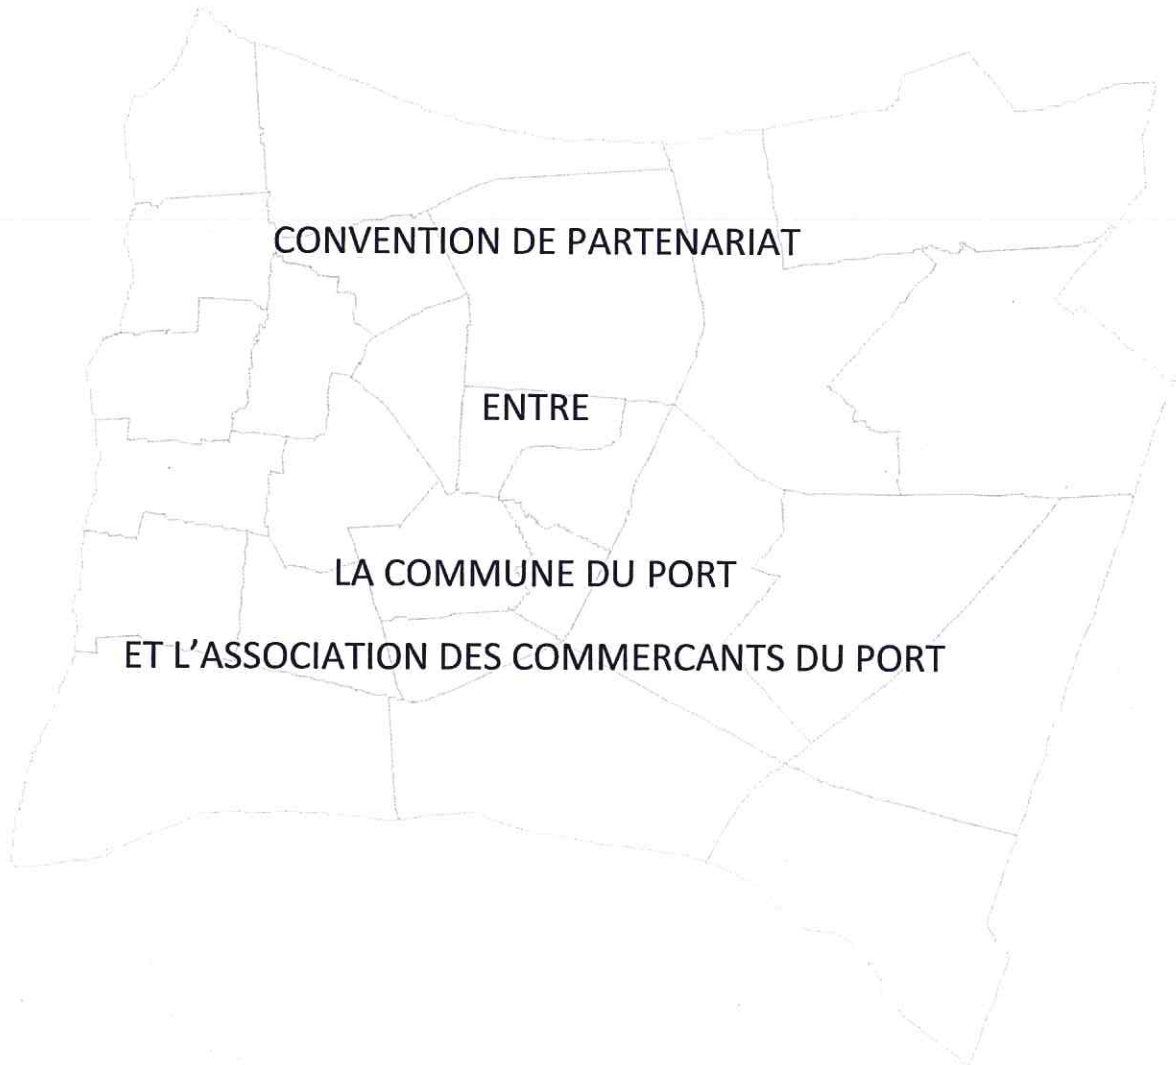 CONVENTION DE PARTENARIAT
ENTRE
LA COMMUNE DU PORT
ET L'ASSOCIATION DES COMMERCANTS DU PORT